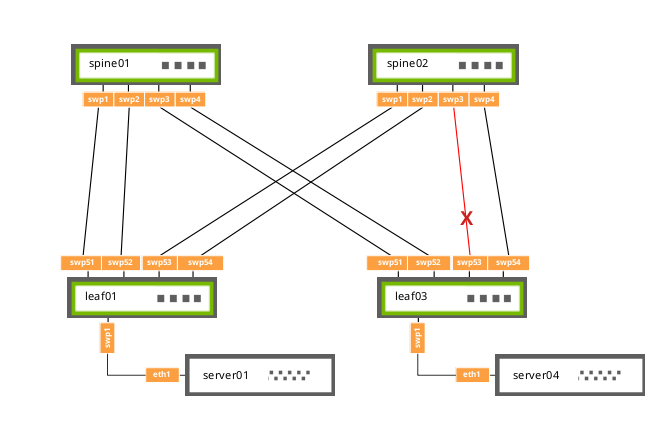 spine01 spine02
swp1 swp2 swp3 swp4 swp1 swp2 swp3 swp4
X
swp51 swp52 swp53 swp54 swp51 swp52 swp53 swp54
leaf01 leaf03
swp1 swp1
eth1 server01 eth1 server04